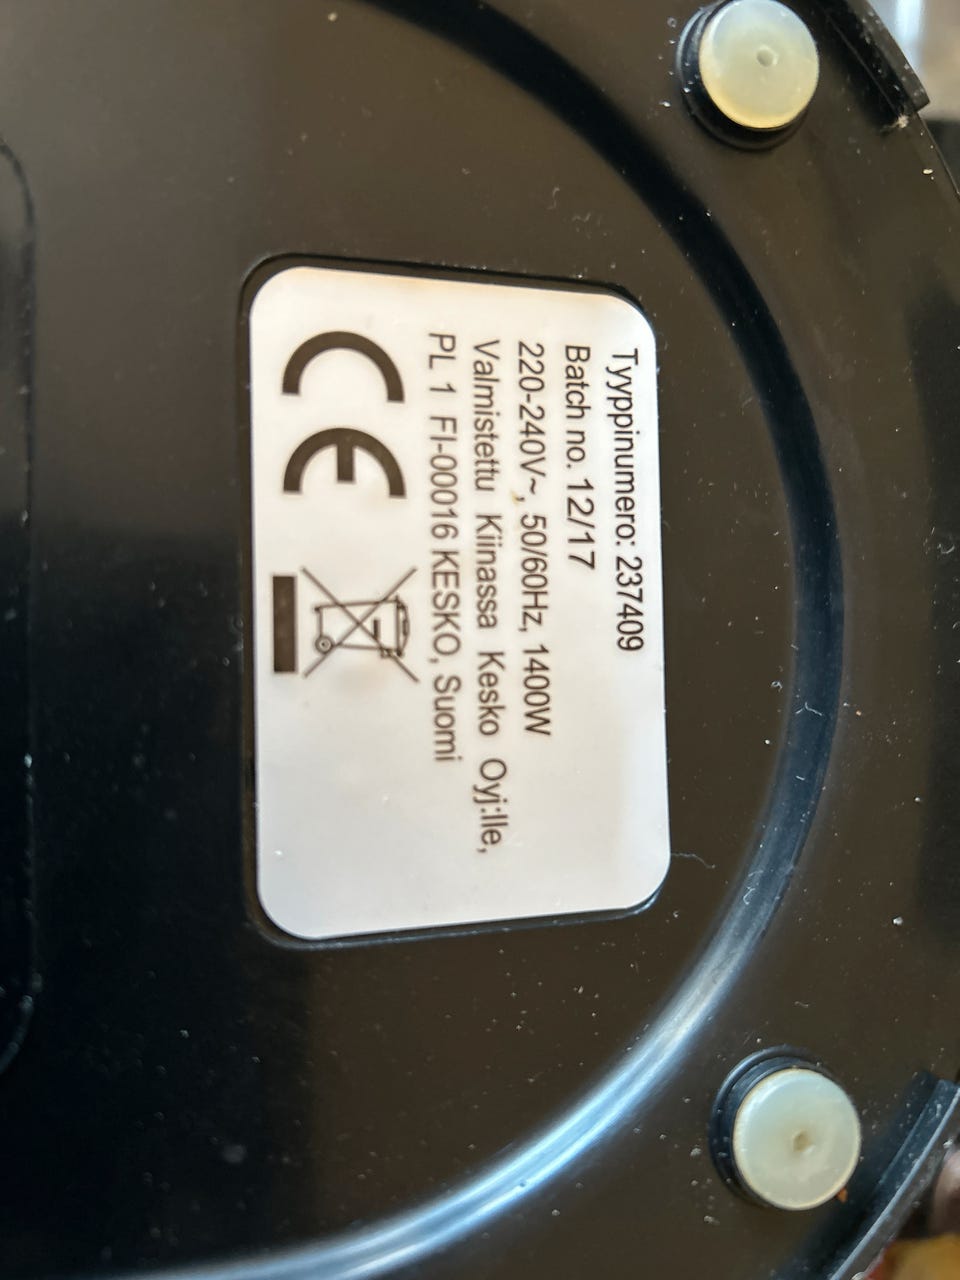 Tyyppinumero: 237409
Batch no. 12/17
220-240V~, 50/60Hz, 1400W
Valmistettu Kiinassa Kesko Oyj:lle,
PL 1 FI-00016 KESKO, Suomi
CE